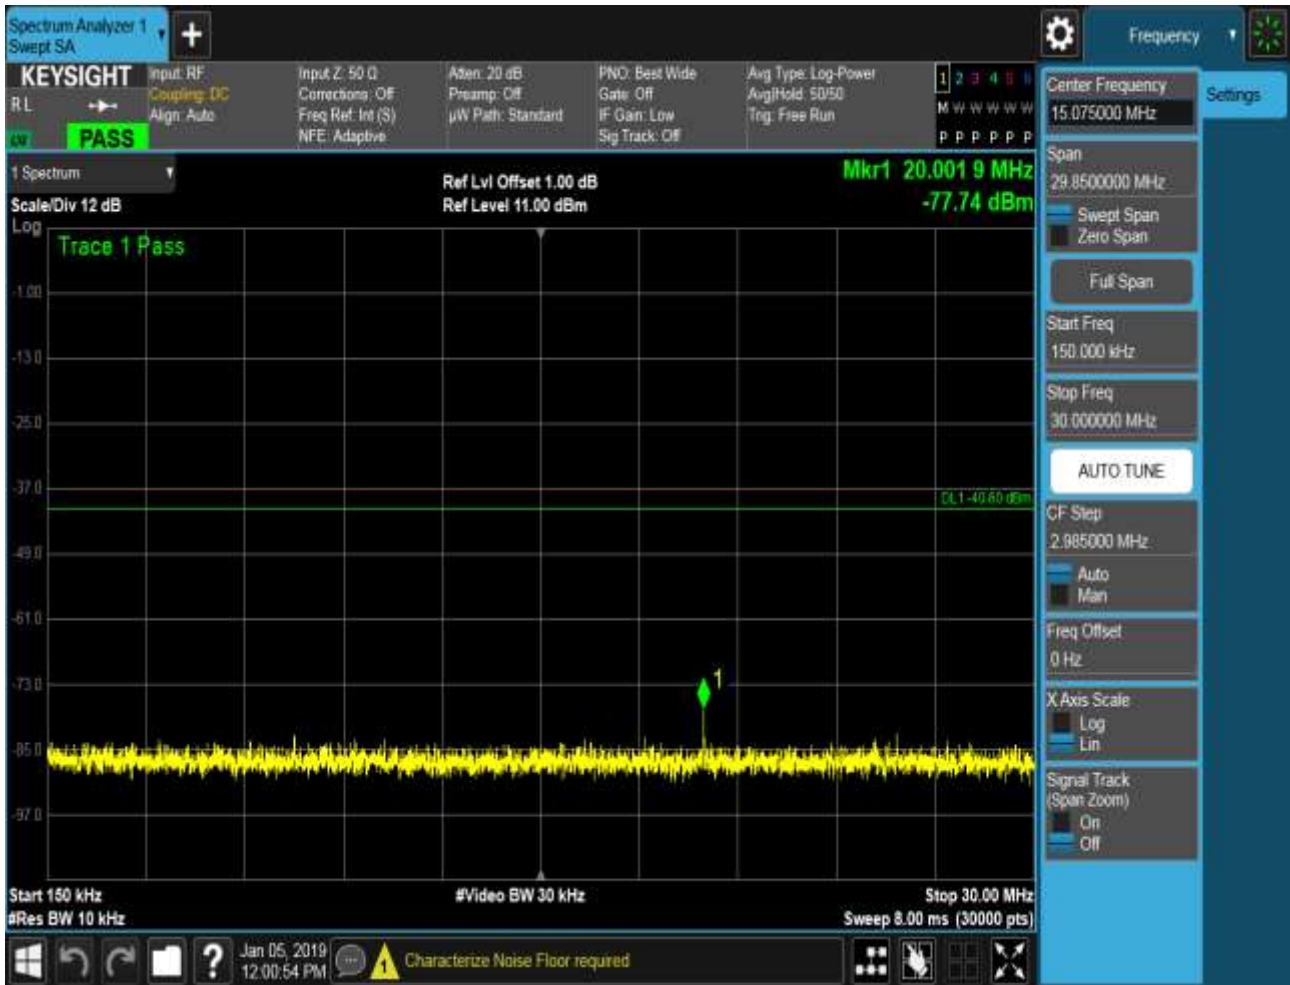 Spectrum Analyzer 1
Swept SA
Frequency
KEYSIGHT
R L
PASS
Input: RF
Coupling: DC
Align: Auto
Input Z: 50 Ω
Corrections: Off
Freq Ref: Int (S)
NFE: Adaptive
Atten: 20 dB
Preamp: Off
µW Path: Standard
PNO: Best Wide
Gate: Off
IF Gain: Low
Sig Track: Off
Avg Type: Log-Power
Avg|Hold: 50/50
Trig: Free Run
1 2 3 4 5 6
M W W W W W
P P P P P P
1 Spectrum
Scale/Div 12 dB
Log
Ref Lvl Offset 1.00 dB
Ref Level 11.00 dBm
Mkr1 20.001 9 MHz
-77.74 dBm
Trace 1 Pass
-1.00
-13.0
-25.0
-37.0
DL1 -40.60 dBm
-49.0
-61.0
-73.0
1
-85.0
-97.0
Start 150 kHz
#Res BW 10 kHz
#Video BW 30 kHz
Stop 30.00 MHz
Sweep 8.00 ms (30000 pts)
Center Frequency
15.075000 MHz
Settings
Span
29.8500000 MHz
Swept Span
Zero Span
Full Span
Start Freq
150.000 kHz
Stop Freq
30.000000 MHz
AUTO TUNE
CF Step
2.985000 MHz
Auto
Man
Freq Offset
0 Hz
X Axis Scale
Log
Lin
Signal Track
(Span Zoom)
On
Off
?
Jan 05, 2019
12:00:54 PM
1
Characterize Noise Floor required